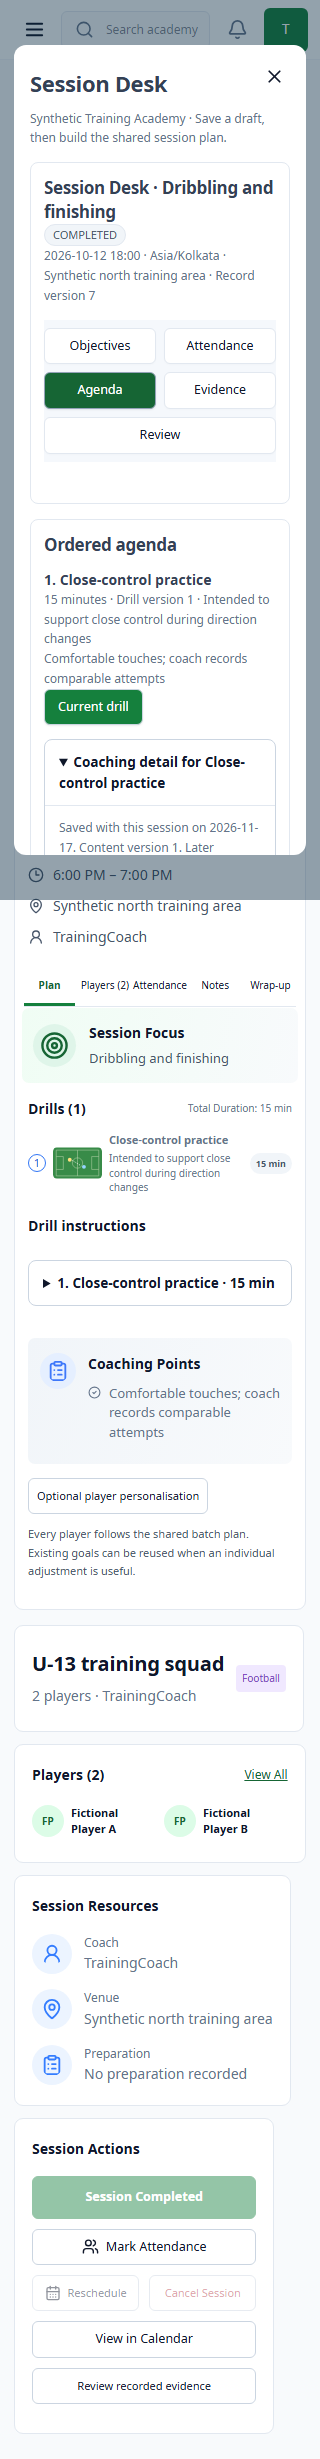 Search academy
T
Session Desk
Synthetic Training Academy · Save a draft,
then build the shared session plan.
Session Desk · Dribbling and
finishing
COMPLETED
2026-10-12 18:00 · Asia/Kolkata ·
Synthetic north training area · Record
version 7
Objectives
Attendance
Agenda
Evidence
Review
Ordered agenda
1. Close-control practice
15 minutes · Drill version 1 · Intended to
support close control during direction
changes
Comfortable touches; coach records
comparable attempts
Current drill
▼ Coaching detail for Close-
control practice
Saved with this session on 2026-11-
17. Content version 1. Later
6:00 PM – 7:00 PM
Synthetic north training area
TrainingCoach
Plan Players (2) Attendance Notes Wrap-up
Session Focus
Dribbling and finishing
Drills (1)
Total Duration: 15 min
1
Close-control practice
Intended to support close
control during direction
changes
15 min
Drill instructions
▶ 1. Close-control practice · 15 min
Coaching Points
Comfortable touches; coach
records comparable
attempts
Optional player personalisation
Every player follows the shared batch plan.
Existing goals can be reused when an individual
adjustment is useful.
U-13 training squad
Football
2 players · TrainingCoach
Players (2)
View All
FP
Fictional
Player A
FP
Fictional
Player B
Session Resources
Coach
TrainingCoach
Venue
Synthetic north training area
Preparation
No preparation recorded
Session Actions
Session Completed
Mark Attendance
Reschedule
Cancel Session
View in Calendar
Review recorded evidence